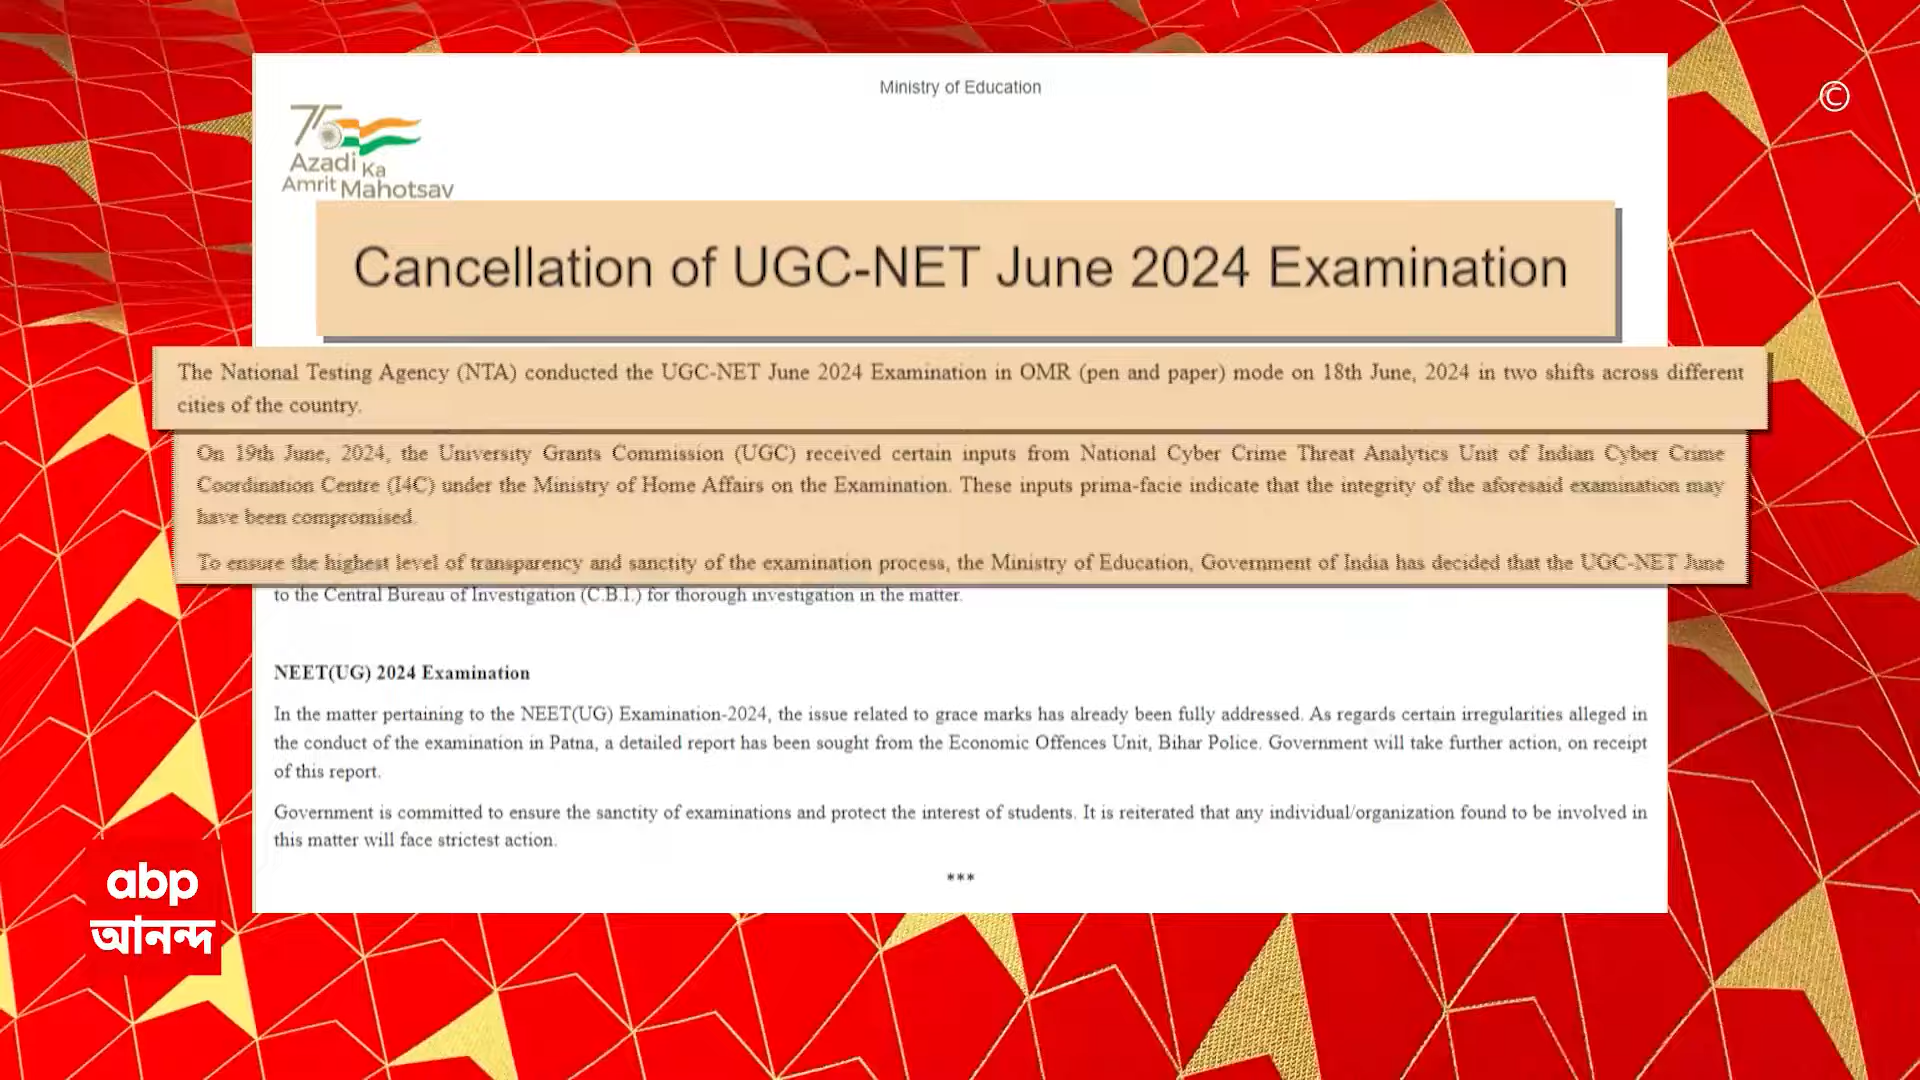 Ministry of Education
©
75
Azadi Ka
Amrit Mahotsav
Cancellation of UGC-NET June 2024 Examination
The National Testing Agency (NTA) conducted the UGC-NET June 2024 Examination in OMR (pen and paper) mode on 18th June, 2024 in two shifts across different
cities of the country.
On 19th June, 2024, the University Grants Commission (UGC) received certain inputs from National Cyber Crime Threat Analytics Unit of Indian Cyber Crime
Coordination Centre (I4C) under the Ministry of Home Affairs on the Examination. These inputs prima-facie indicate that the integrity of the aforesaid examination may
have been compromised.
To ensure the highest level of transparency and sanctity of the examination process, the Ministry of Education, Government of India has decided that the UGC-NET June
to the Central Bureau of Investigation (C.B.I.) for thorough investigation in the matter.
NEET(UG) 2024 Examination
In the matter pertaining to the NEET(UG) Examination-2024, the issue related to grace marks has already been fully addressed. As regards certain irregularities alleged in
the conduct of the examination in Patna, a detailed report has been sought from the Economic Offences Unit, Bihar Police. Government will take further action, on receipt
of this report.
Government is committed to ensure the sanctity of examinations and protect the interest of students. It is reiterated that any individual/organization found to be involved in
this matter will face strictest action.
***
abp
আনন্দ